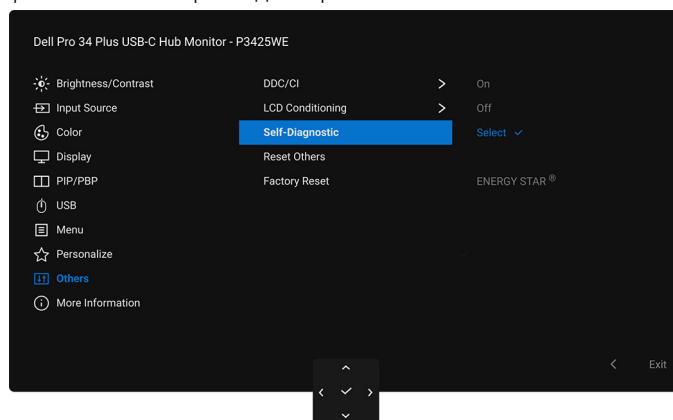 Dell Pro 34 Plus USB-C Hub Monitor - P3425WE
Brightness/Contrast DDC/CI On
Input Source LCD Conditioning Off
Color Self-Diagnostic Select
Display Reset Others
PIP/PBP Factory Reset ENERGY STAR ®
USB
Menu
Personalize
Others
More Information
Exit